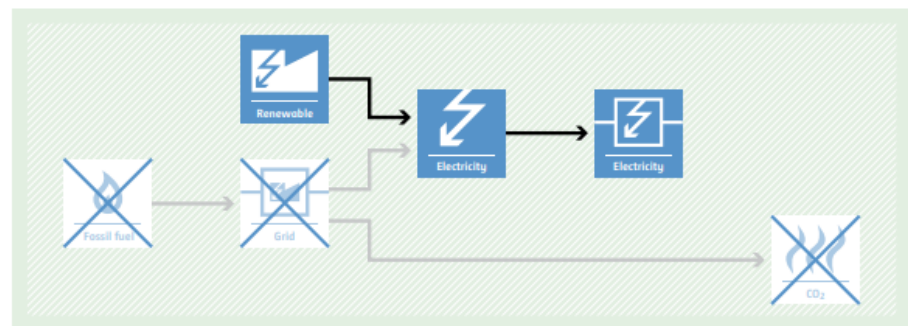 Renewable
Electricity
Electricity
Fossil fuel
Grid
CO₂